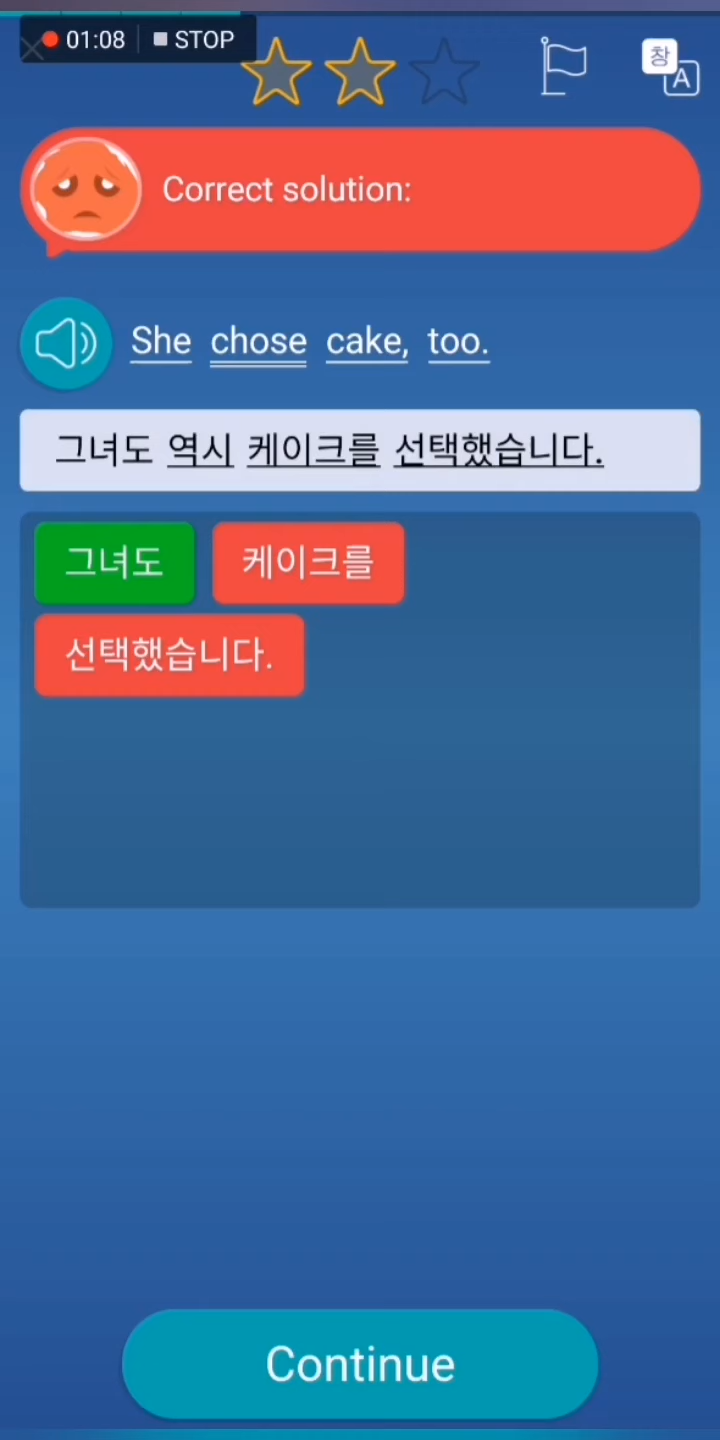 01:08 STOP
창 A
Correct solution:
She chose cake, too.
그녀도 역시 케이크를 선택했습니다.
그녀도 케이크를
선택했습니다.
Continue